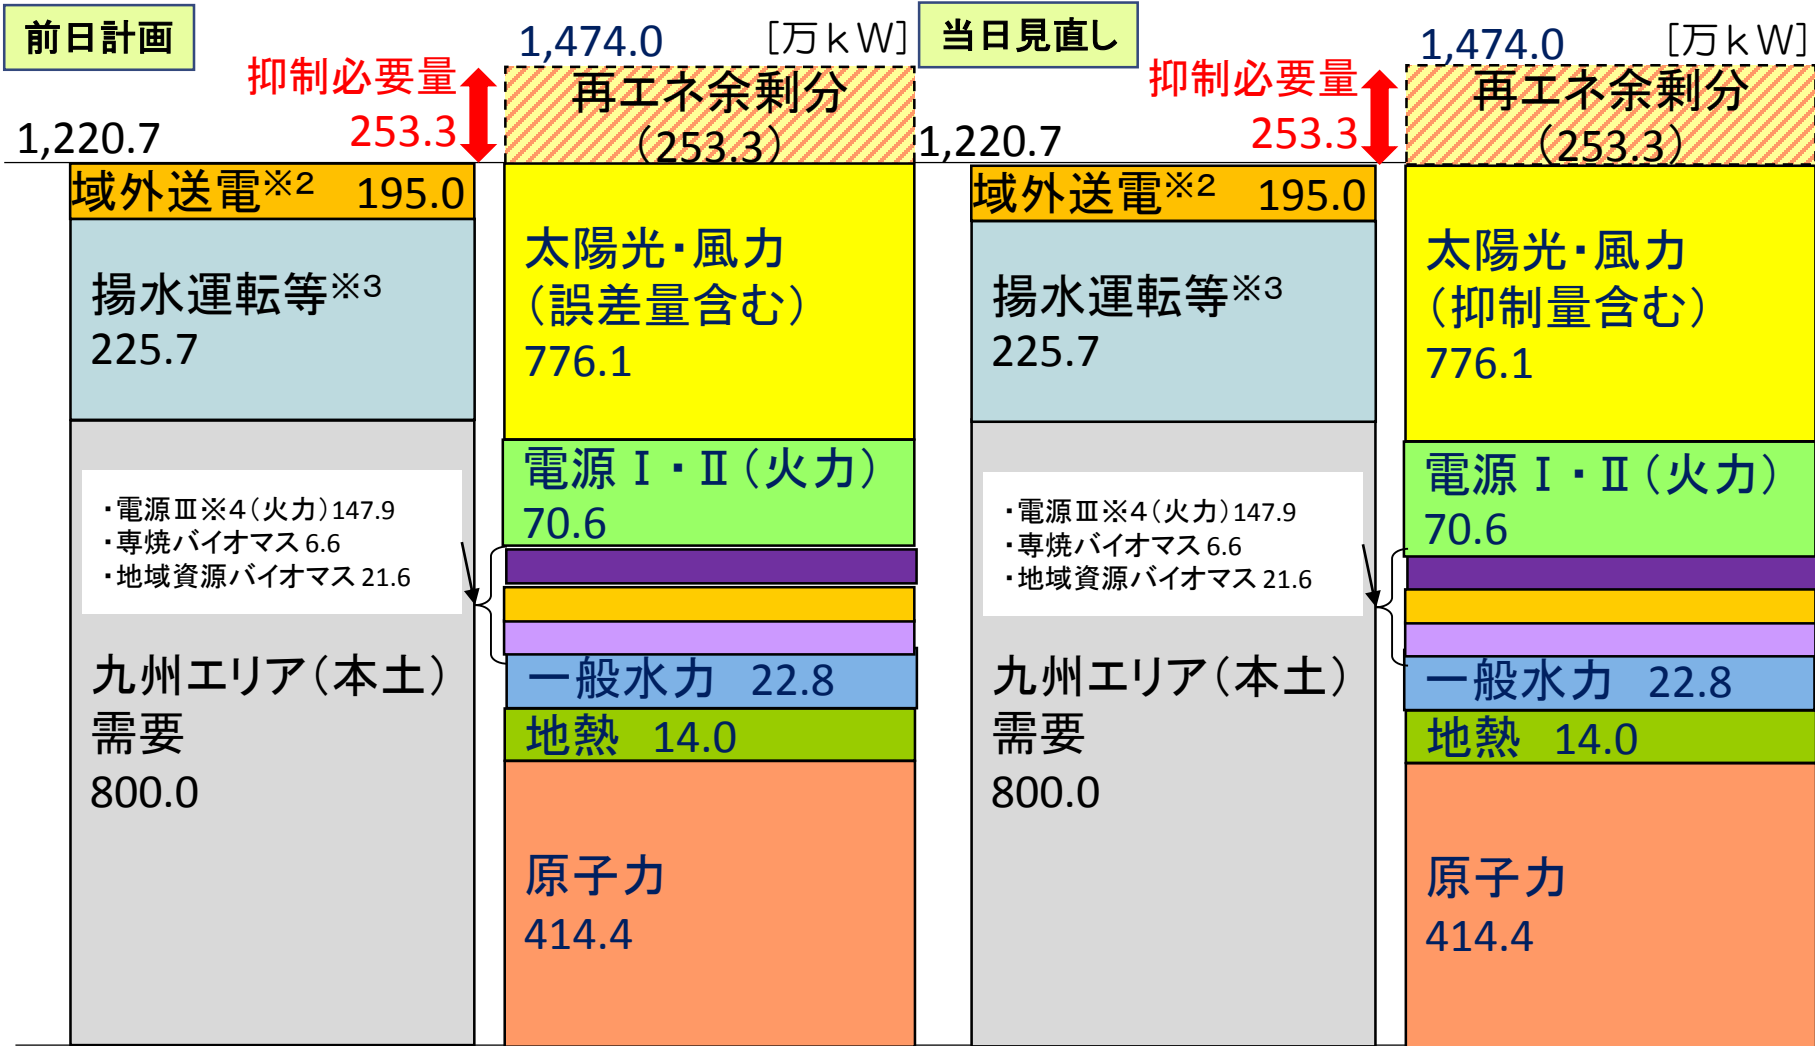 前日計画
1,474.0
[万kW]
抑制必要量
253.3
再エネ余剰分
(253.3)
1,220.7
域外送電※2 195.0
揚水運転等※3
225.7
・電源Ⅲ※4(火力)147.9
・専焼バイオマス 6.6
・地域資源バイオマス 21.6
九州エリア(本土)
需要
800.0
太陽光・風力
(誤差量含む)
776.1
電源Ⅰ・Ⅱ(火力)
70.6
一般水力 22.8
地熱 14.0
原子力
414.4
当日見直し
1,474.0
[万kW]
抑制必要量
253.3
再エネ余剰分
(253.3)
1,220.7
域外送電※2 195.0
揚水運転等※3
225.7
・電源Ⅲ※4(火力)147.9
・専焼バイオマス 6.6
・地域資源バイオマス 21.6
九州エリア(本土)
需要
800.0
太陽光・風力
(抑制量含む)
776.1
電源Ⅰ・Ⅱ(火力)
70.6
一般水力 22.8
地熱 14.0
原子力
414.4